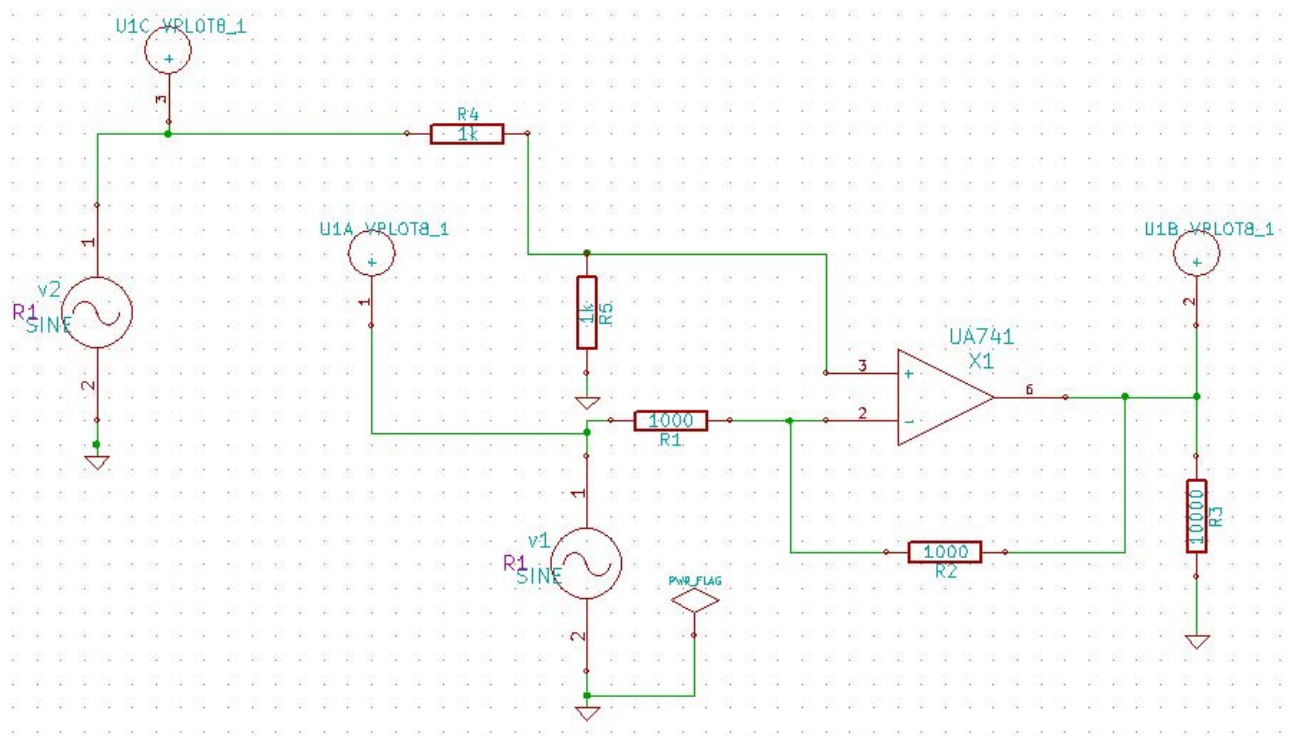 U1C VPLOT8_1
+
3
R4
1k
U1A VPLOT8_1
+
1
U1B VPLOT8_1
+
2
1
v2
R1
SINE
2
1k
R5
UA741
X1
3
+
6
2
-
1000
R1
1
v1
R1
SINE
2
PWR_FLAG
1000
R2
10000
R3